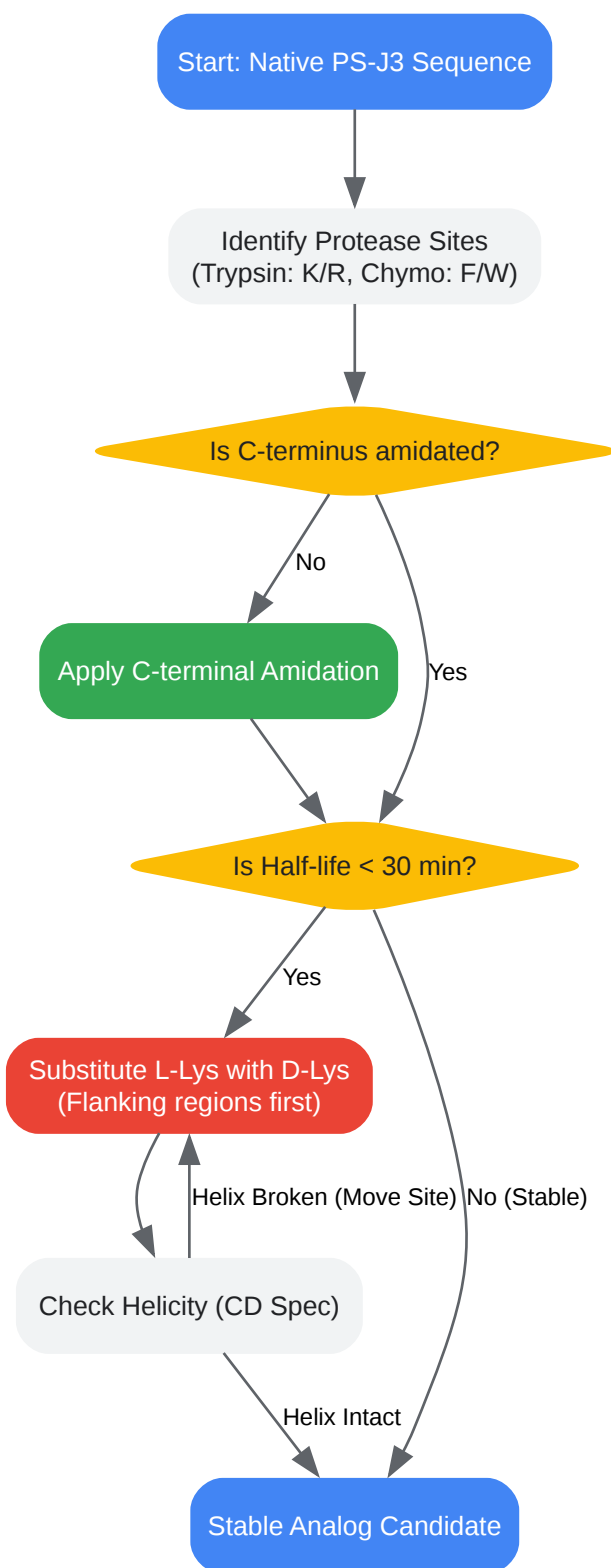 Start: Native PS-J3 Sequence
Identify Protease Sites
(Trypsin: K/R, Chymo: F/W)
Is C-terminus amidated?
No
Apply C-terminal Amidation
Yes
Is Half-life < 30 min?
Yes
Substitute L-Lys with D-Lys
(Flanking regions first)
Helix Broken (Move Site)
No (Stable)
Check Helicity (CD Spec)
Helix Intact
Stable Analog Candidate